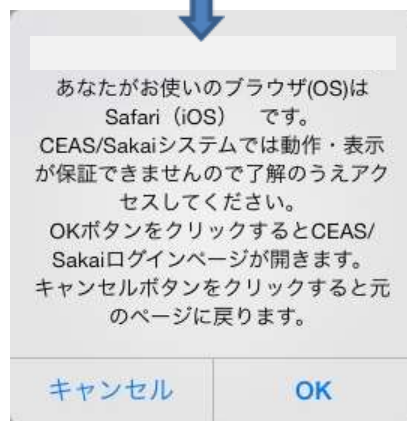 あなたがお使いのブラウザ(OS)は
Safari（iOS）　です。
CEAS/Sakaiシステムでは動作・表示
が保証できませんので了解のうえアク
セスしてください。
OKボタンをクリックするとCEAS/
Sakaiログインページが開きます。
キャンセルボタンをクリックすると元
のページに戻ります。
キャンセル
OK